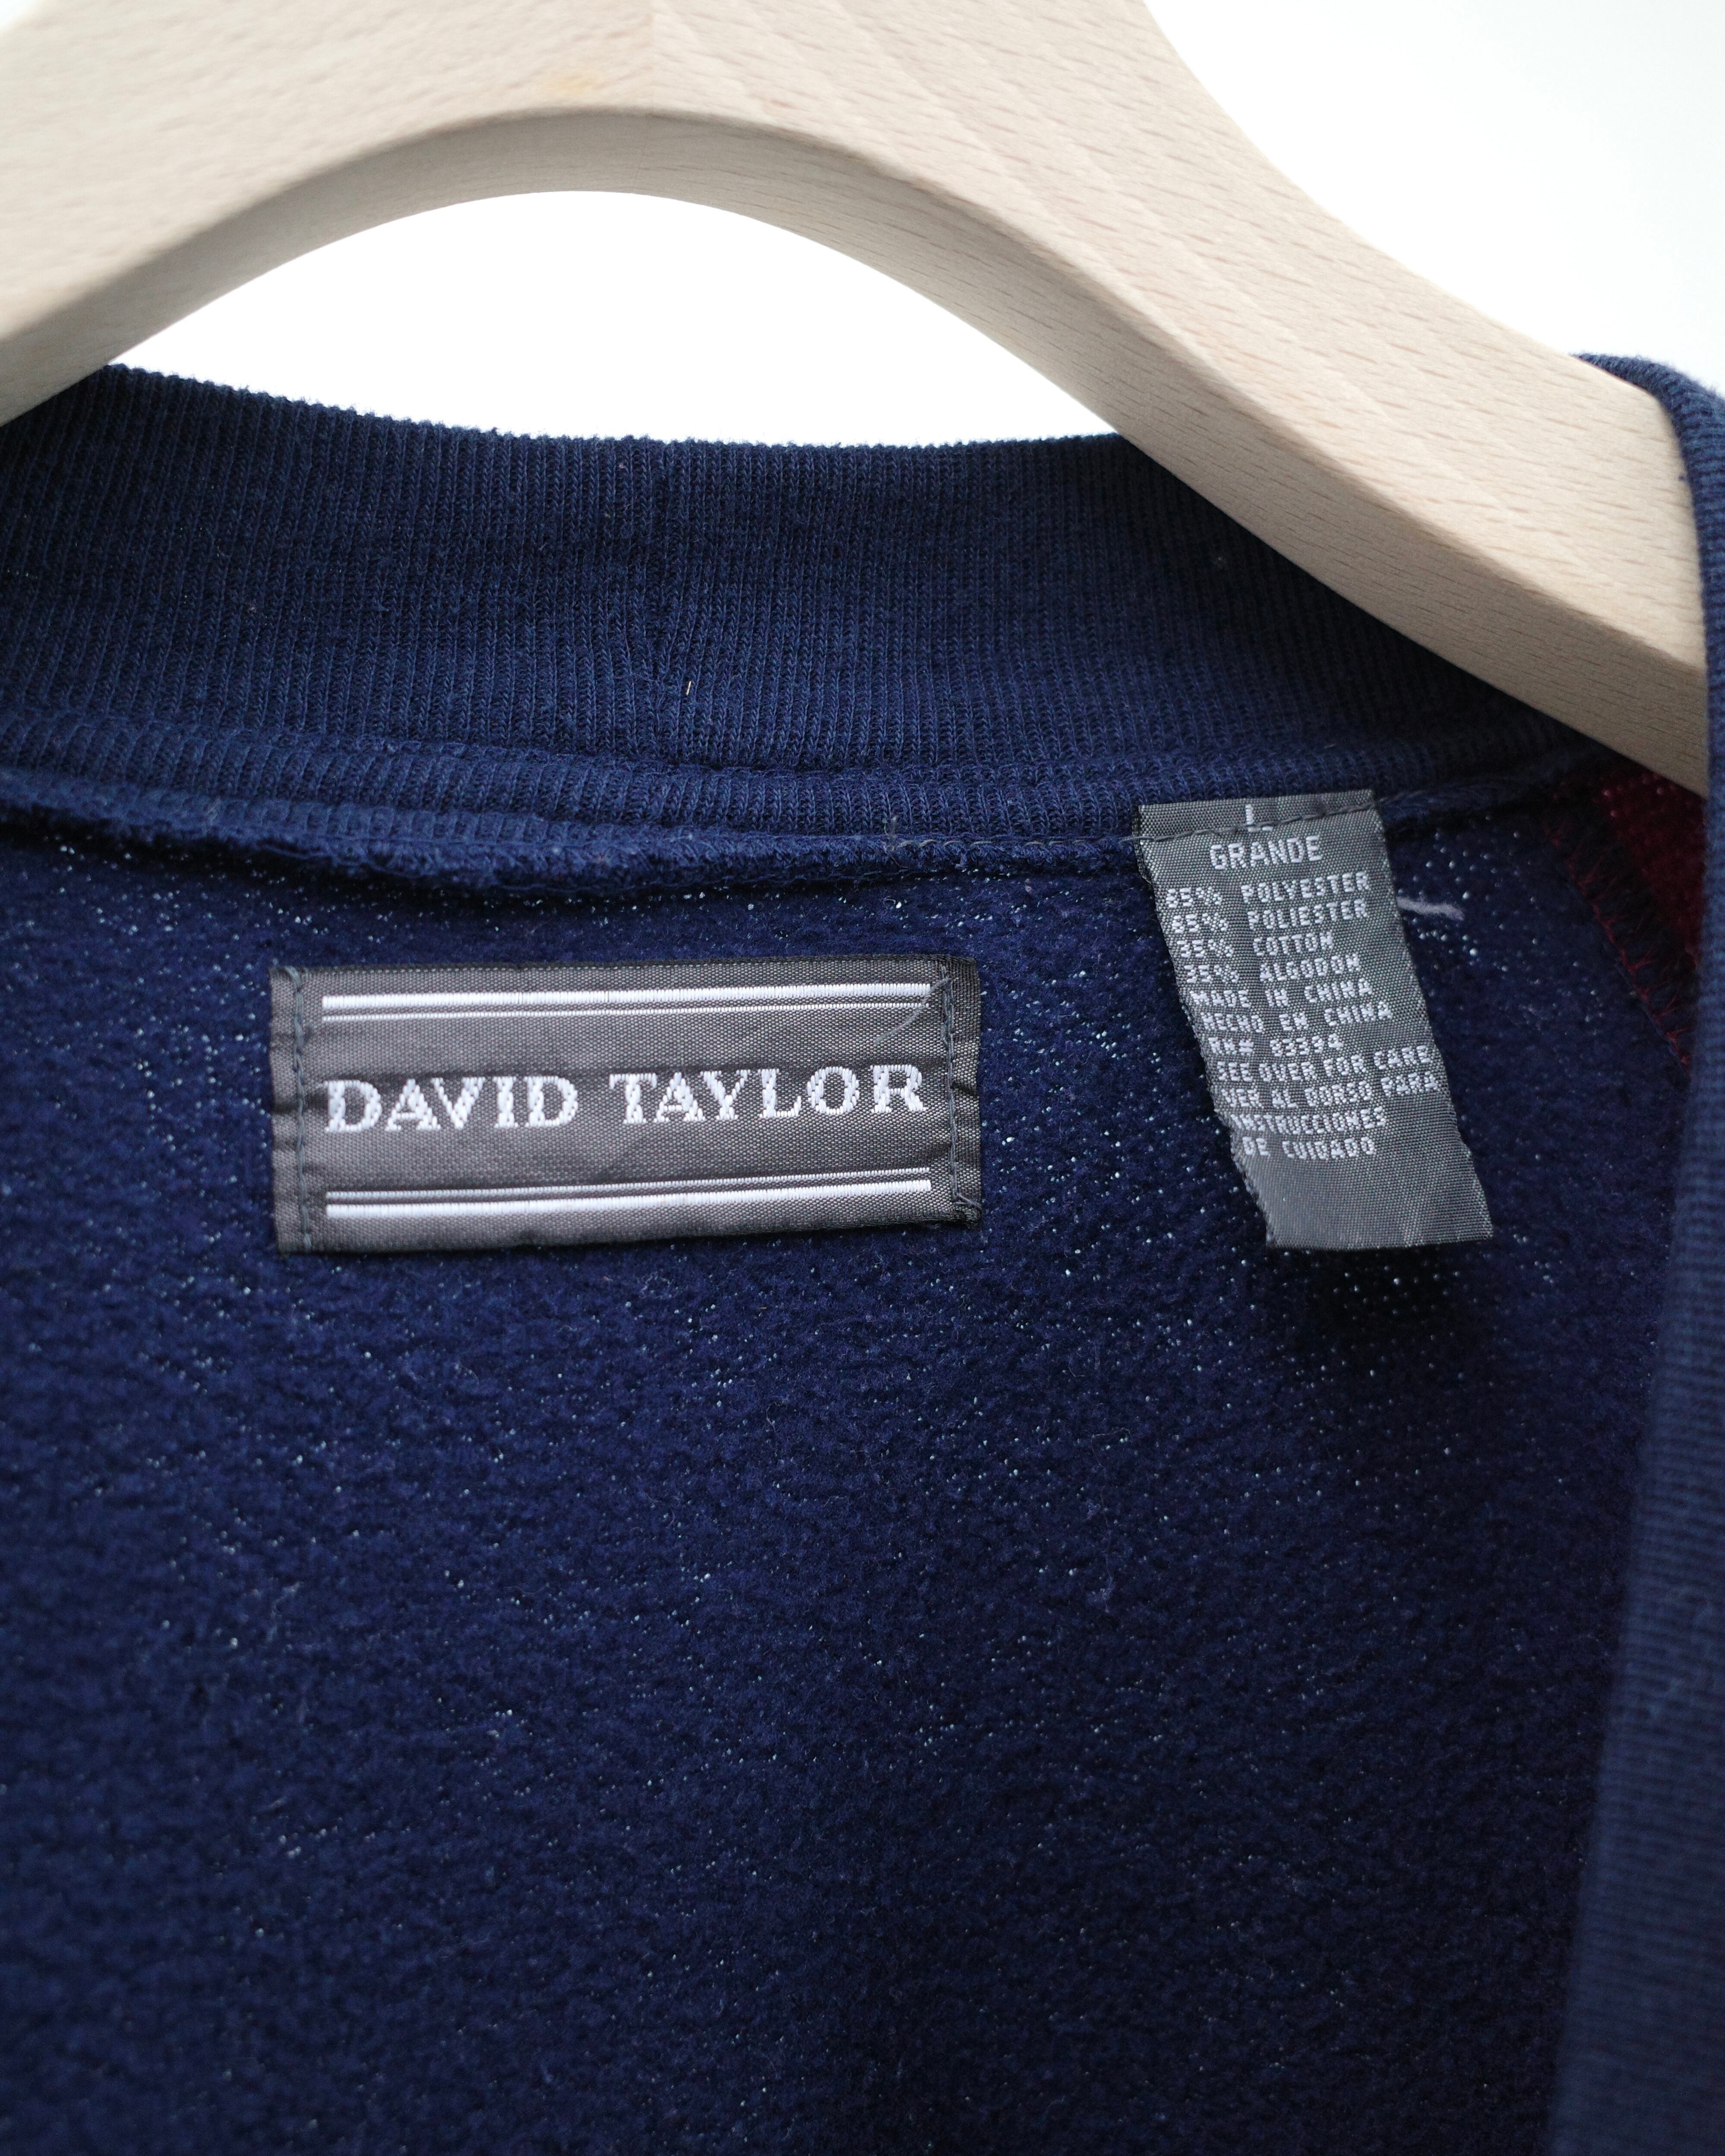 DAVID TAYLOR
L
GRANDE
65% POLYESTER
65% POLIESTER
35% COTTON
35% ALGODON
MADE IN CHINA
HECHO EN CHINA
RN# 83394
SEE OVER FOR CARE
VER AL DORSO PARA
INSTRUCCIONES
DE CUIDADO